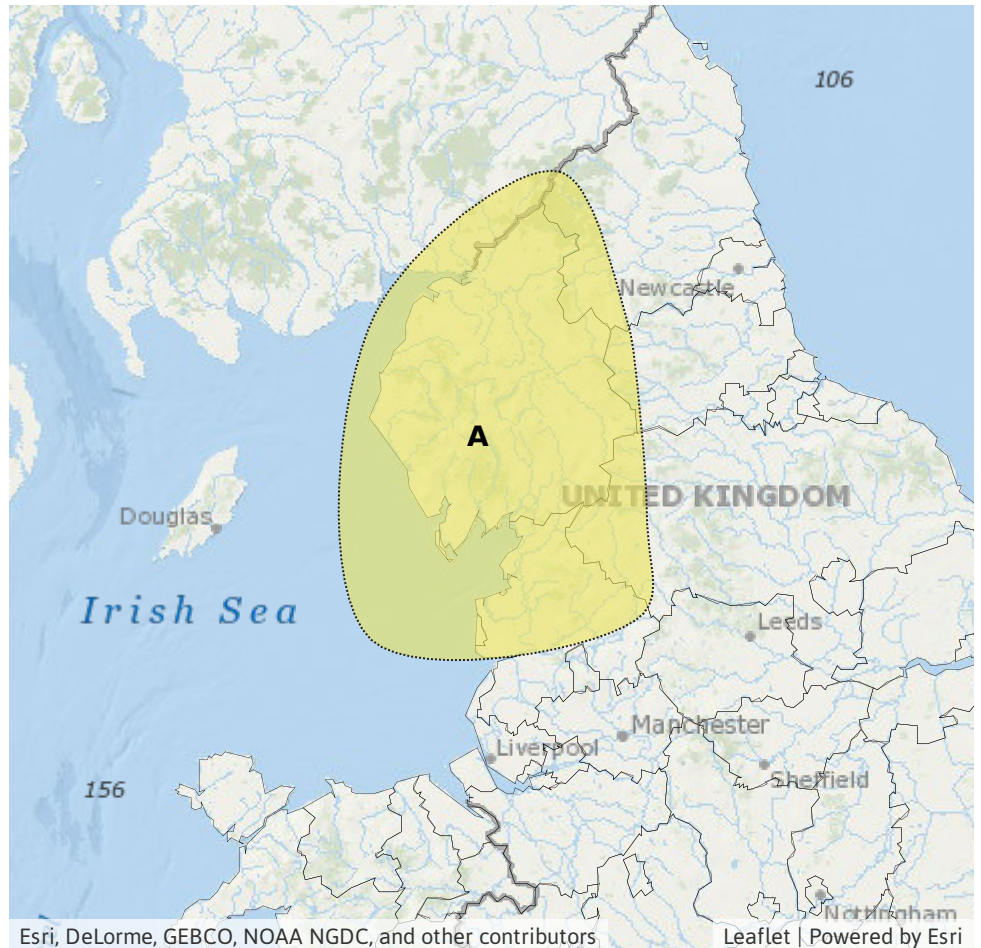 106
Newcastle
A
UNITED KINGDOM
Douglas
Irish Sea
Leeds
Manchester
Liverpool
Sheffield
156
Nottingham
Esri, DeLorme, GEBCO, NOAA NGDC, and other contributors
Leaflet | Powered by Esri